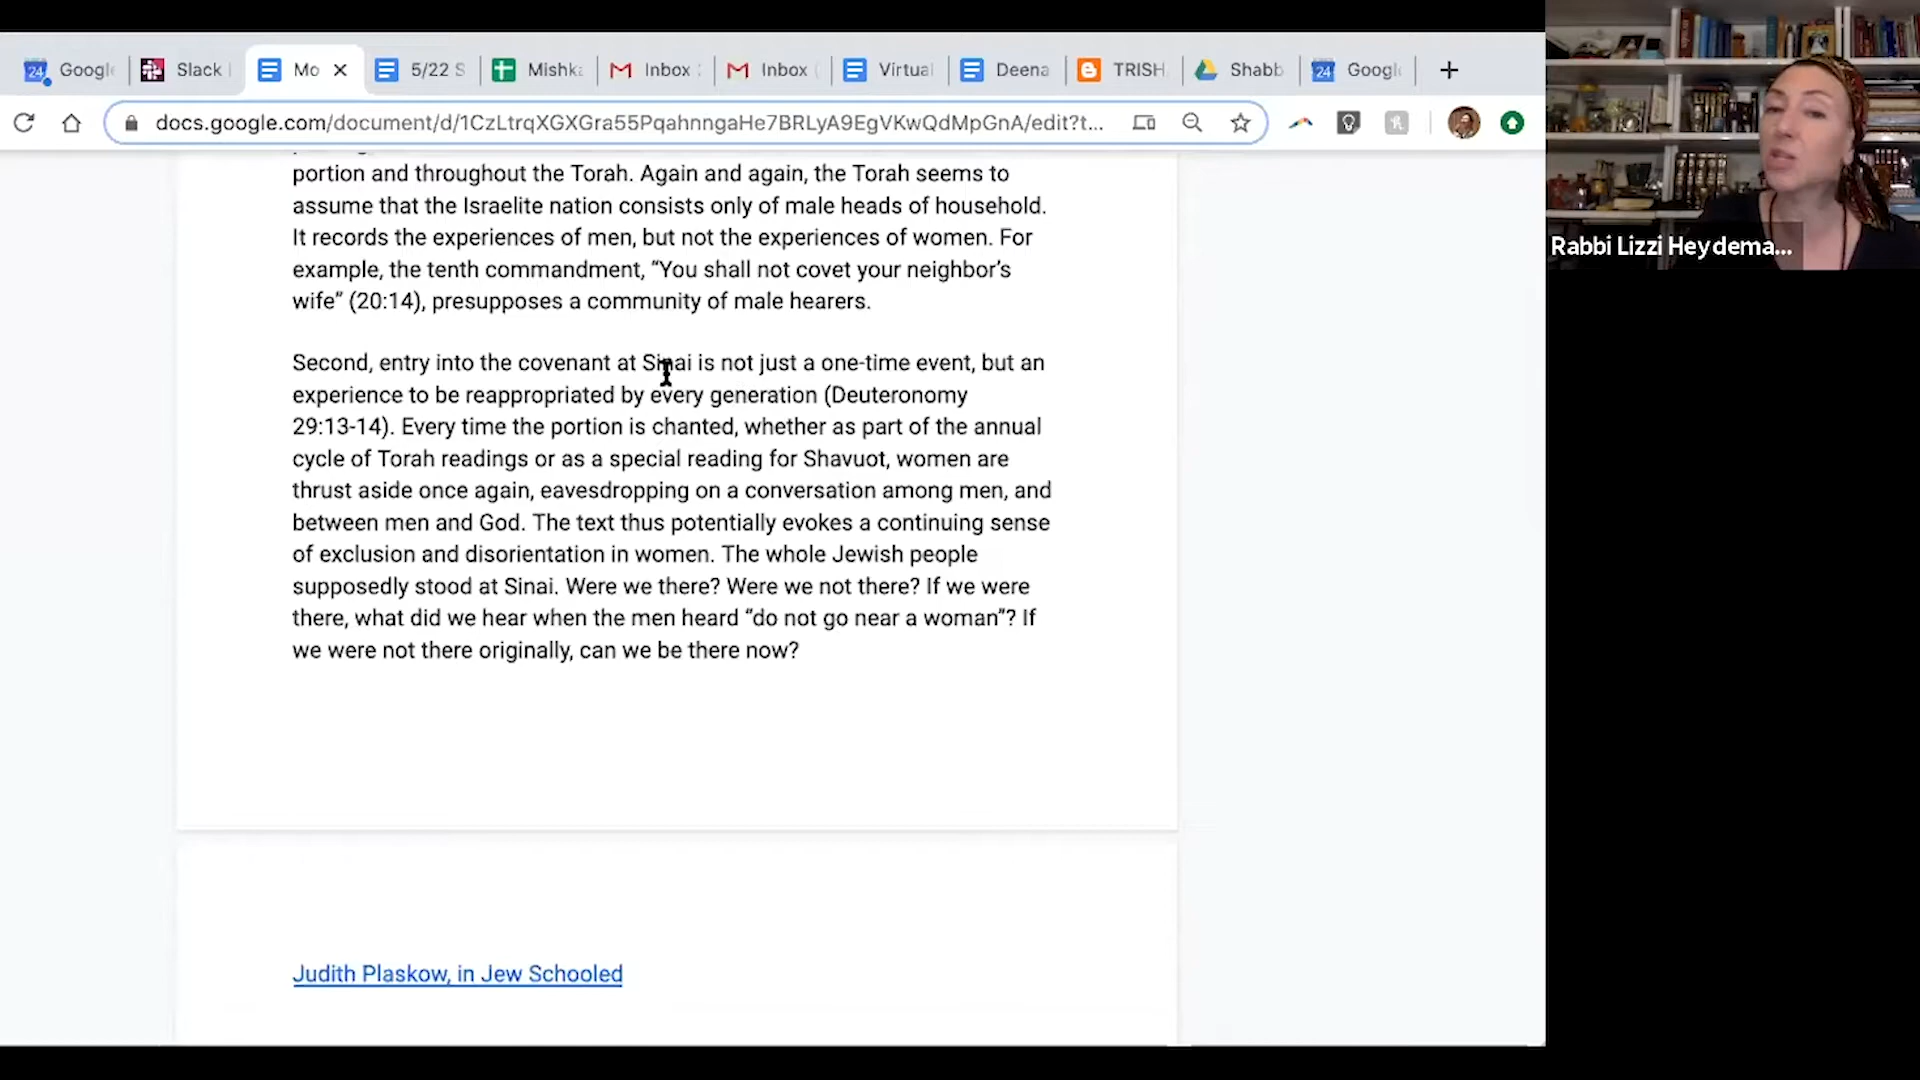 Googl
Slack
Mo
5/22 S
Mishka
Inbox
Inbox
Virtual
Deena
TRISH
Shabb
Googl
docs.google.com/document/d/1CzLtrqXGXGra55PqahnngaHe7BRLyA9EgVKwQdMpGnA/edit?t...
Rabbi Lizzi Heydema...
portion and throughout the Torah. Again and again, the Torah seems to
assume that the Israelite nation consists only of male heads of household.
It records the experiences of men, but not the experiences of women. For
example, the tenth commandment, “You shall not covet your neighbor’s
wife” (20:14), presupposes a community of male hearers.
Second, entry into the covenant at Sinai is not just a one-time event, but an
experience to be reappropriated by every generation (Deuteronomy
29:13-14). Every time the portion is chanted, whether as part of the annual
cycle of Torah readings or as a special reading for Shavuot, women are
thrust aside once again, eavesdropping on a conversation among men, and
between men and God. The text thus potentially evokes a continuing sense
of exclusion and disorientation in women. The whole Jewish people
supposedly stood at Sinai. Were we there? Were we not there? If we were
there, what did we hear when the men heard “do not go near a woman”? If
we were not there originally, can we be there now?
Judith Plaskow, in Jew Schooled